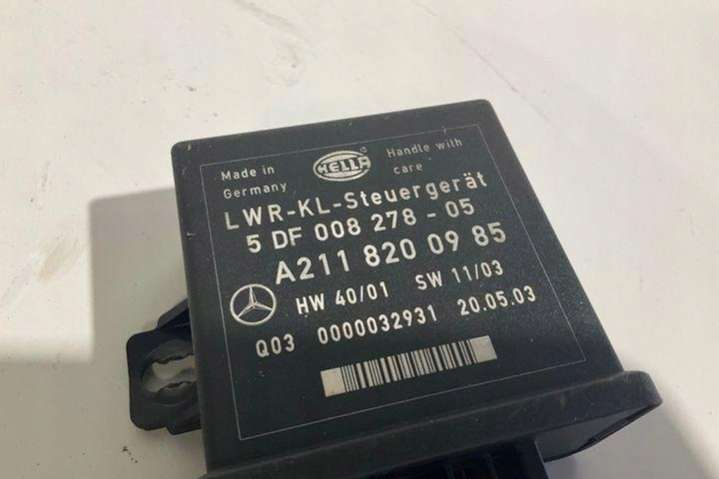 Made in
Germany
HELLA
Handle with
care
LWR-KL-Steuergerät
5 DF 008 278 - 05
A211 820 09 85
HW 40/01 SW 11/03
Q03 0000032931 20.05.03